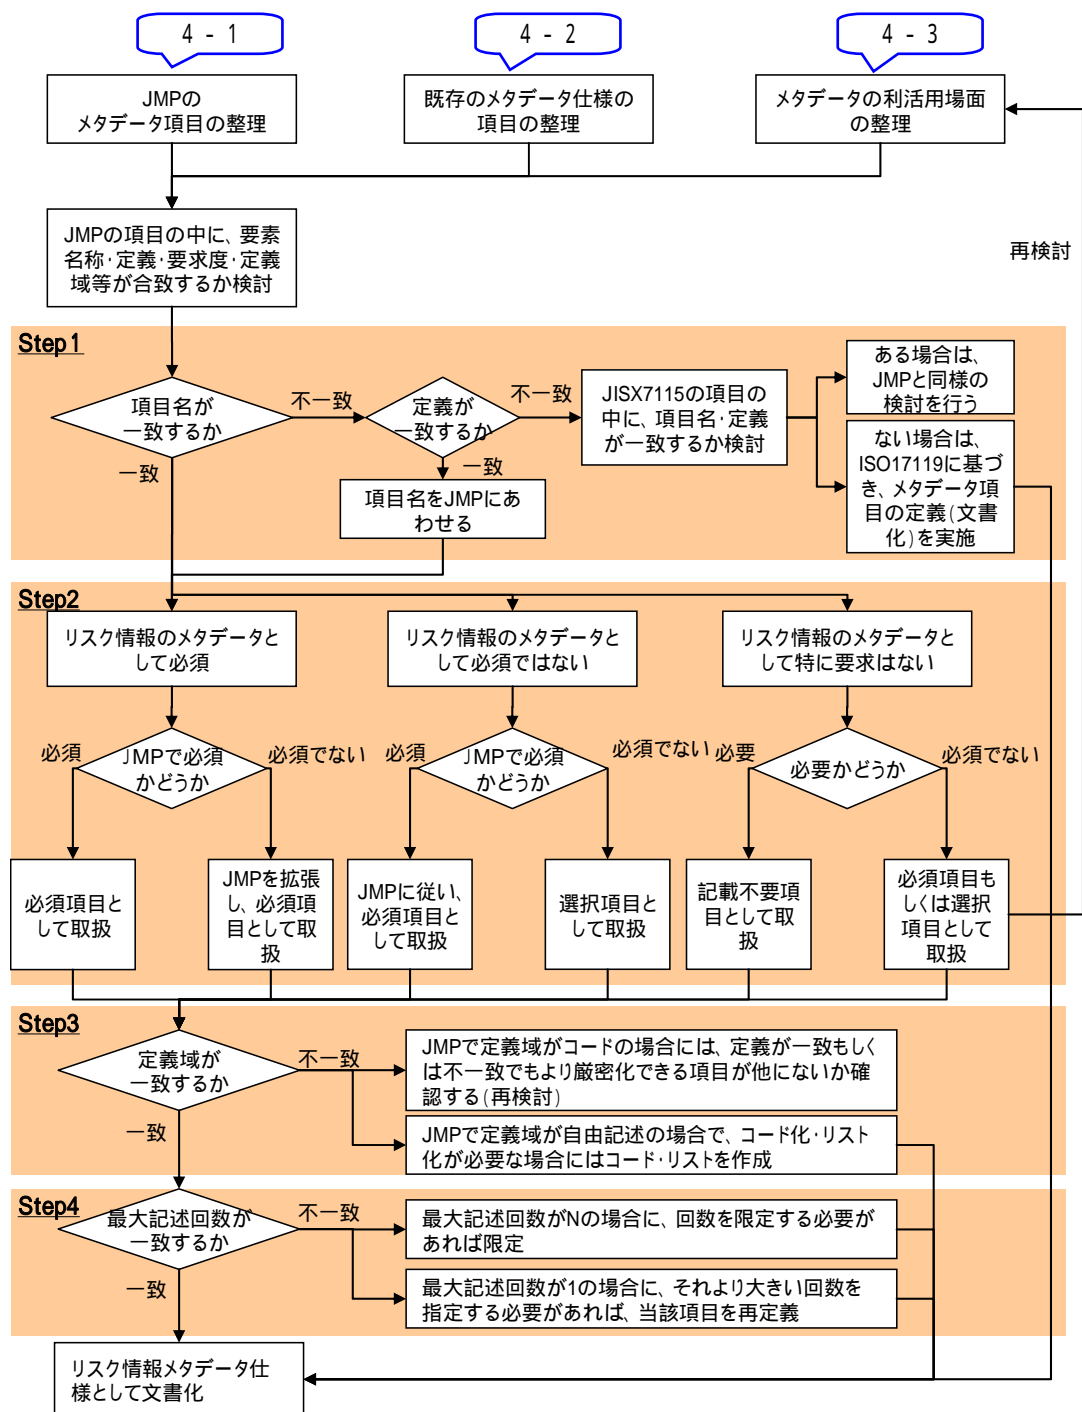 4 - 1
4 - 2
4 - 3
JMPの
メタデータ項目の整理
既存のメタデータ仕様の
項目の整理
メタデータの利活用場面
の整理
JMPの項目の中に、要素
名称・定義・要求度・定義
域等が合致するか検討
再検討
Step1
項目名が
一致するか
不一致
定義が
一致するか
不一致
JISX7115の項目の
中に、項目名・定義
が一致するか検討
ある場合は、
JMPと同様の
検討を行う
ない場合は、
ISO17119に基づ
き、メタデータ項
目の定義(文書
化)を実施
一致
一致
項目名をJMPにあ
わせる
Step2
リスク情報のメタデータと
して必須
リスク情報のメタデータと
して必須ではない
リスク情報のメタデータと
して特に要求はない
必須
JMPで必須
かどうか
必須でない
必須
JMPで必須
かどうか
必須でない
必要
必要かどうか
必須でない
必須項目と
して取扱
JMPを拡張
し、必須項
目として取
扱
JMPに従い、
必須項目と
して取扱
選択項目と
して取扱
記載不要項
目として取
扱
必須項目も
しくは選択
項目として
取扱
Step3
定義域が
一致するか
不一致
JMPで定義域がコードの場合には、定義が一致もしく
は不一致でもより厳密化できる項目が他にないか確
認する(再検討)
一致
JMPで定義域が自由記述の場合で、コード化・リスト
化が必要な場合にはコード・リストを作成
Step4
最大記述回数が
一致するか
不一致
最大記述回数がNの場合に、回数を限定する必要が
あれば限定
一致
最大記述回数が1の場合に、それより大きい回数を
指定する必要があれば、当該項目を再定義
リスク情報メタデータ仕
様として文書化